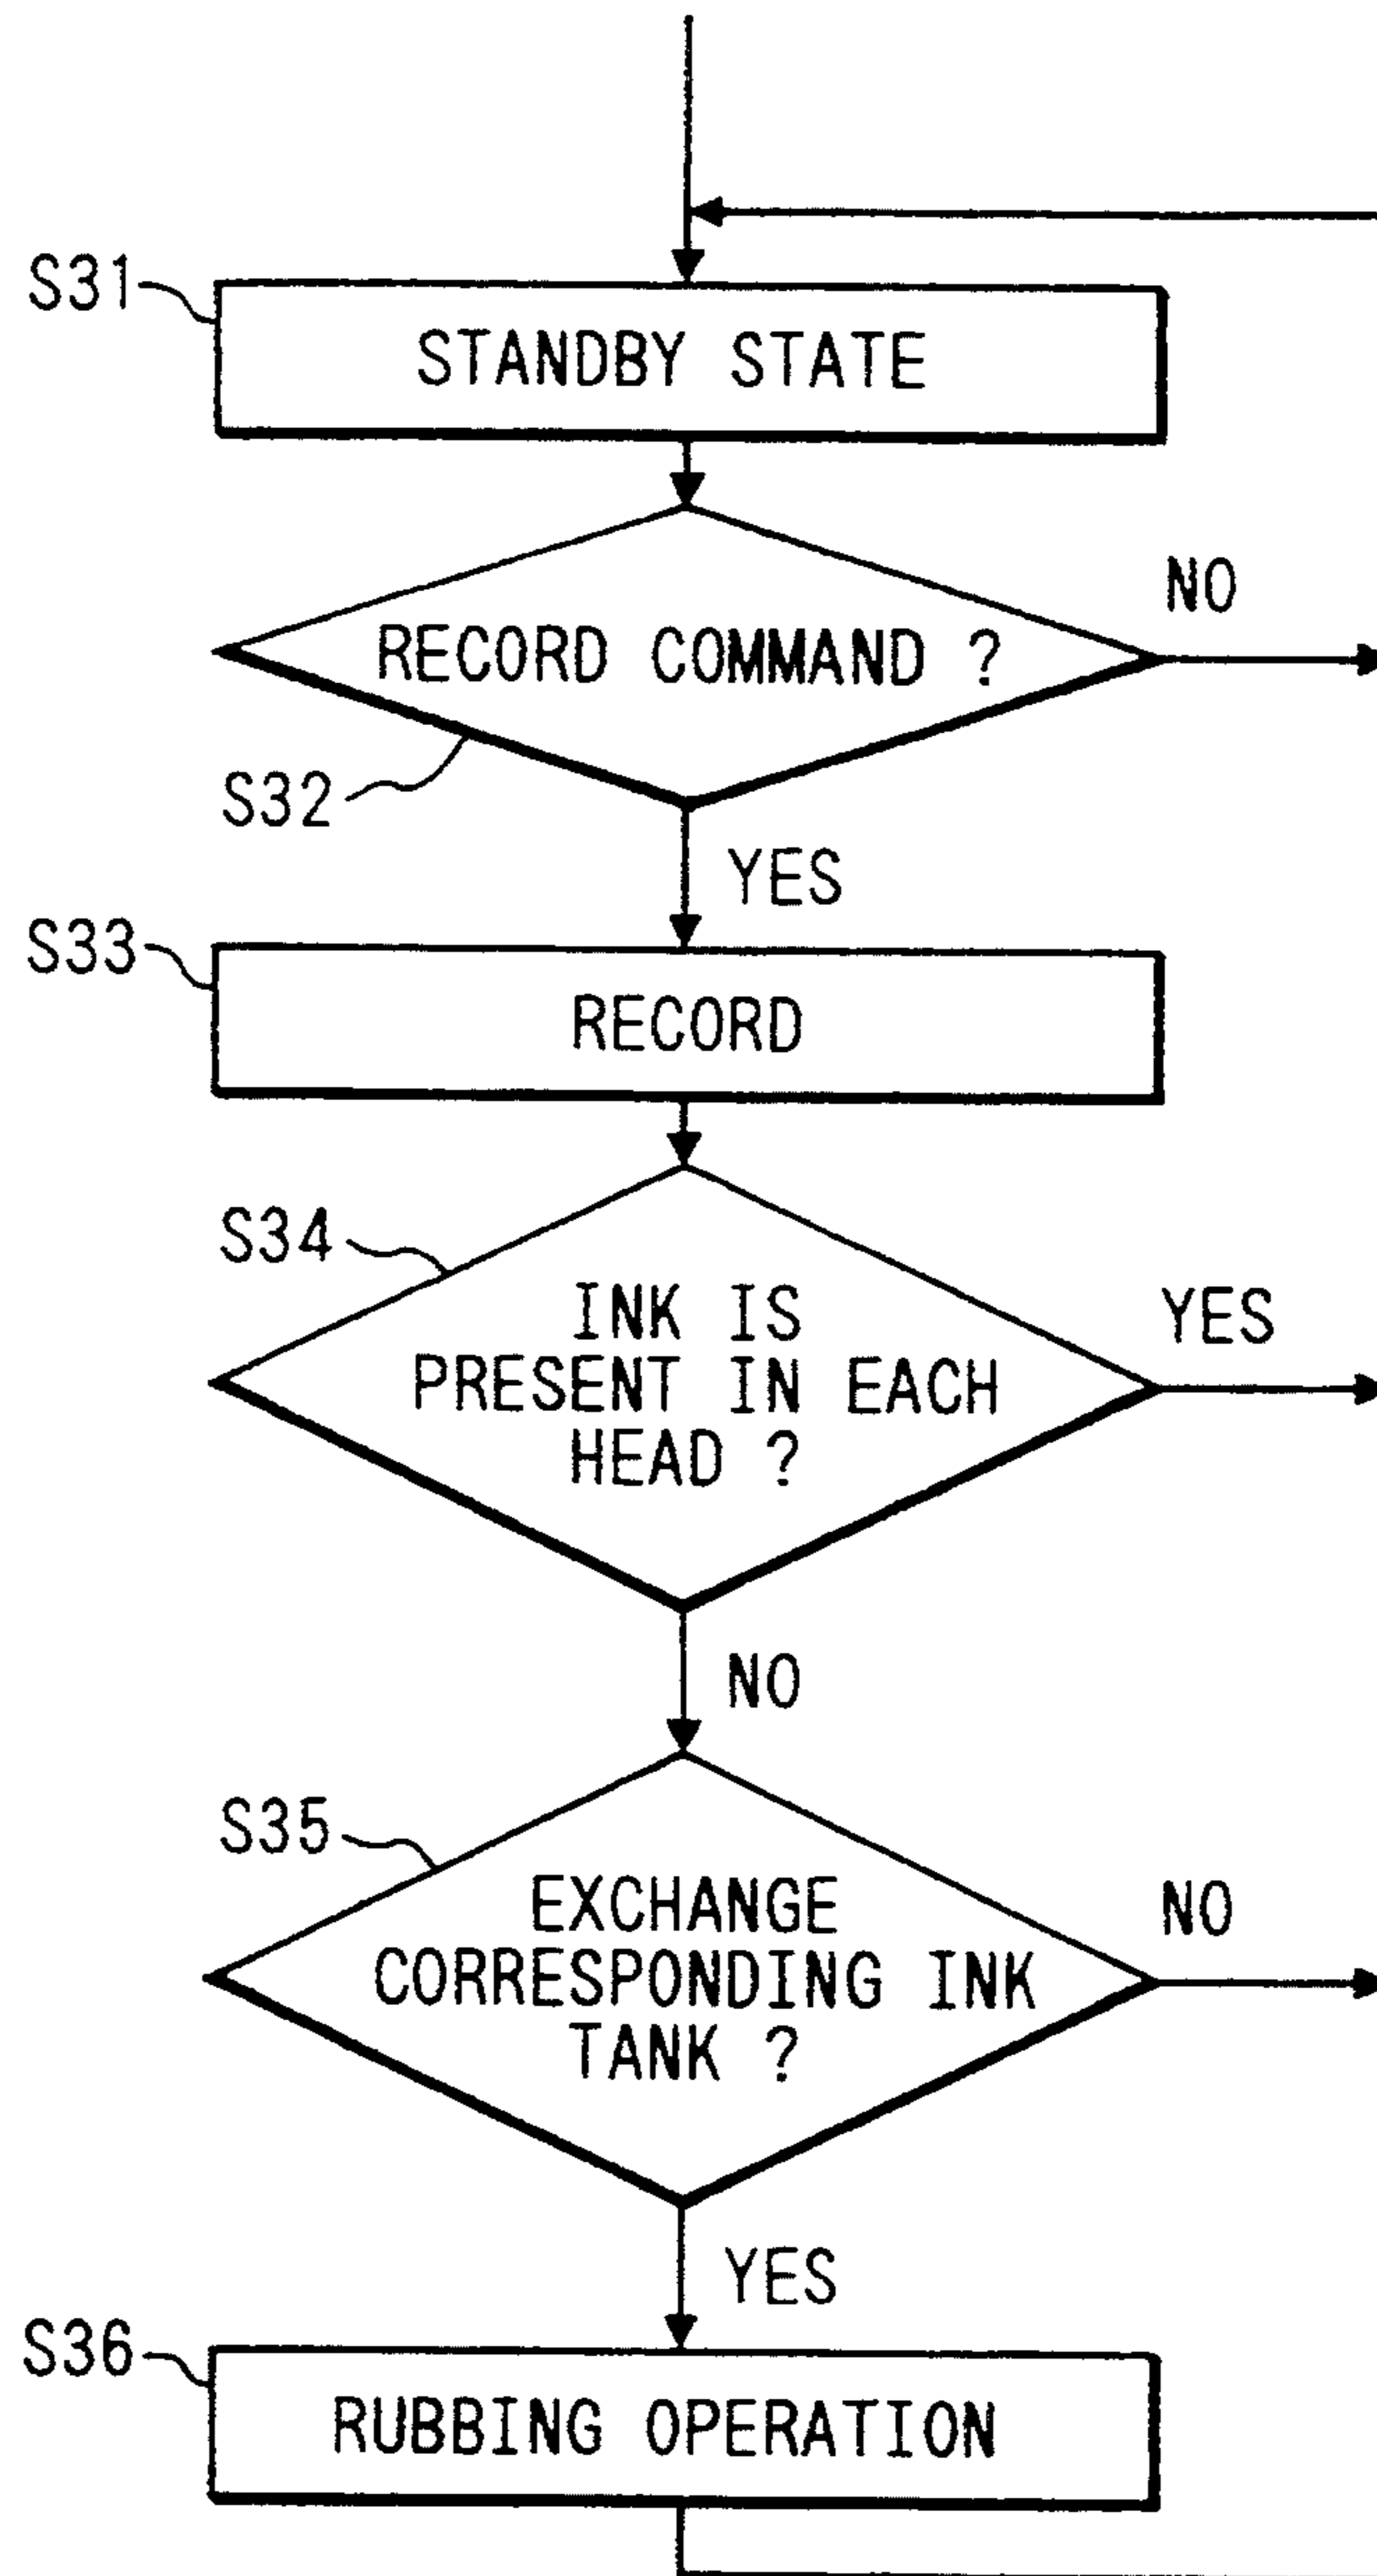 S31
STANDBY STATE
NO
RECORD COMMAND ?
S32
YES
S33
RECORD
S34
INK IS
PRESENT IN EACH
HEAD ?
YES
NO
S35
EXCHANGE
CORRESPONDING INK
TANK ?
NO
YES
S36
RUBBING OPERATION